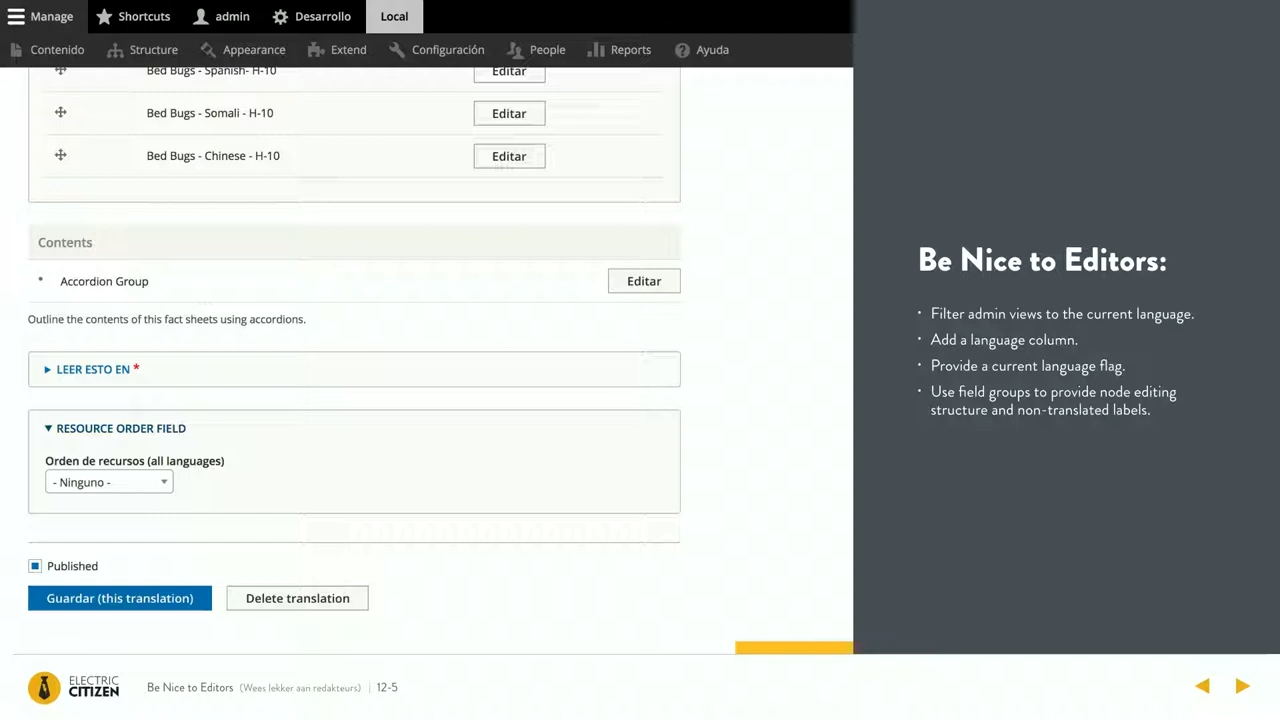 Manage Shortcuts admin Desarrollo Local
Contenido Structure Appearance Extend Configuración People Reports Ayuda
Bed Bugs - Spanish- H-10 Editar
Bed Bugs - Somali - H-10 Editar
Bed Bugs - Chinese - H-10 Editar
Contents
Accordion Group Editar
Outline the contents of this fact sheets using accordions.
LEER ESTO EN *
RESOURCE ORDER FIELD
Orden de recursos (all languages)
- Ninguno -
Published
Guardar (this translation) Delete translation
Be Nice to Editors:
• Filter admin views to the current language.
• Add a language column.
• Provide a current language flag.
• Use field groups to provide node editing
structure and non-translated labels.
ELECTRIC
CITIZEN
Be Nice to Editors (Wees lekker aan redakteurs) | 12-5